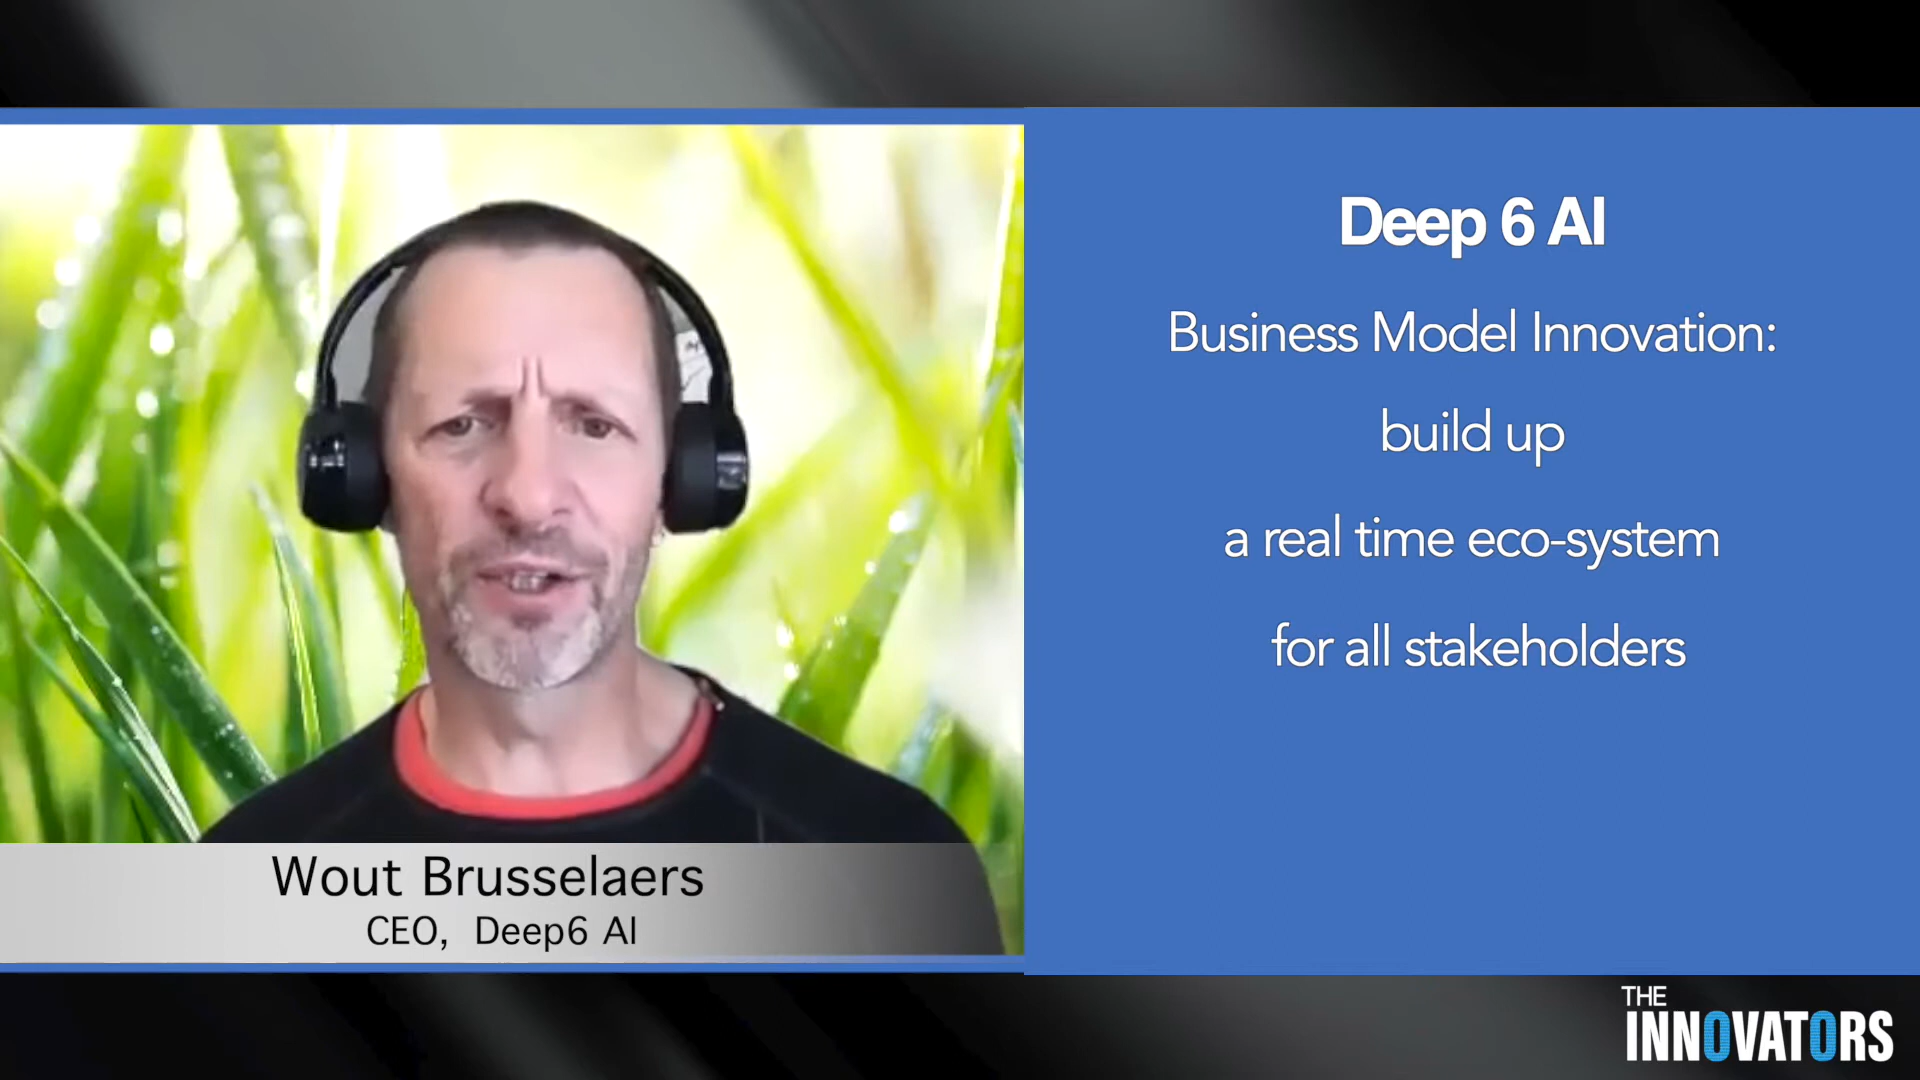 Deep 6 AI
Business Model Innovation:
build up
a real time eco-system
for all stakeholders
Wout Brusselaers
CEO, Deep6 AI
THE
INNOVATORS